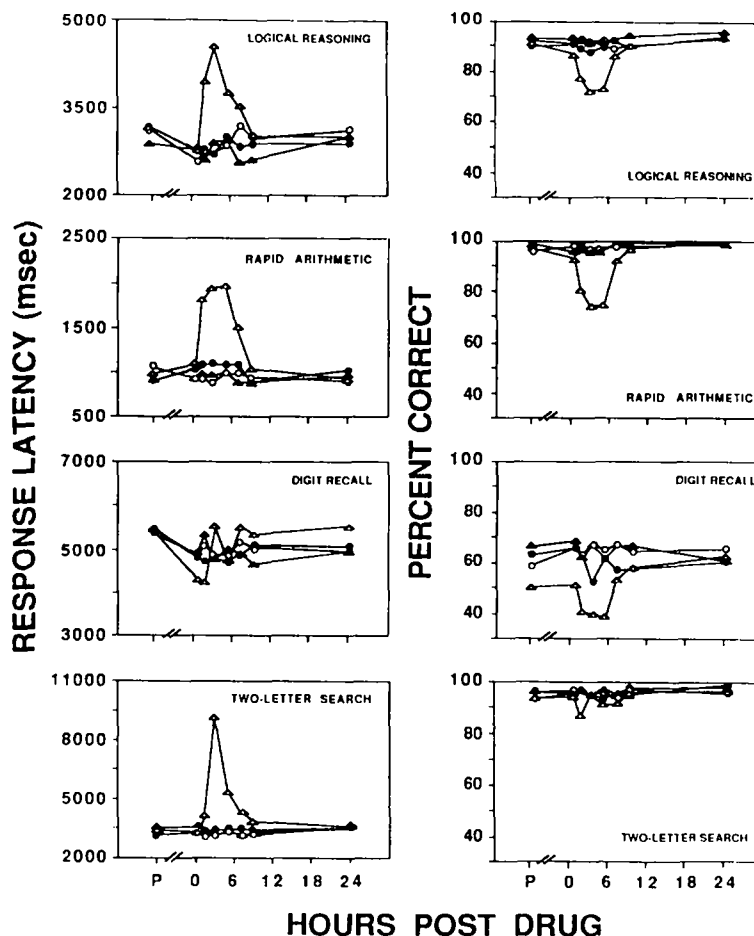 RESPONSE LATENCY (msec)
5000
3500
2000
LOGICAL REASONING
2500
1500
500
RAPID ARITHMETIC
7000
5000
3000
DIGIT RECALL
11000
9000
5000
2000
TWO-LETTER SEARCH
P 0 6 12 18 24
PERCENT CORRECT
100
80
60
40
LOGICAL REASONING
100
80
60
40
RAPID ARITHMETIC
100
80
60
40
DIGIT RECALL
100
80
60
40
TWO-LETTER SEARCH
P 0 6 12 18 24
HOURS POST DRUG